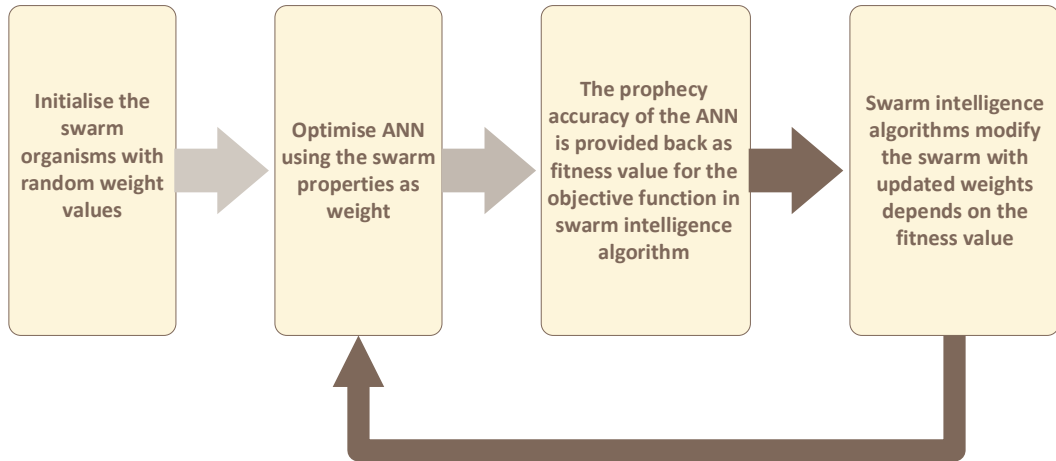 Initialise the
swarm
organisms with
random weight
values
Optimise ANN
using the swarm
properties as
weight
The prophecy
accuracy of the ANN
is provided back as
fitness value for the
objective function in
swarm intelligence
algorithm
Swarm intelligence
algorithms modify
the swarm with
updated weights
depends on the
fitness value